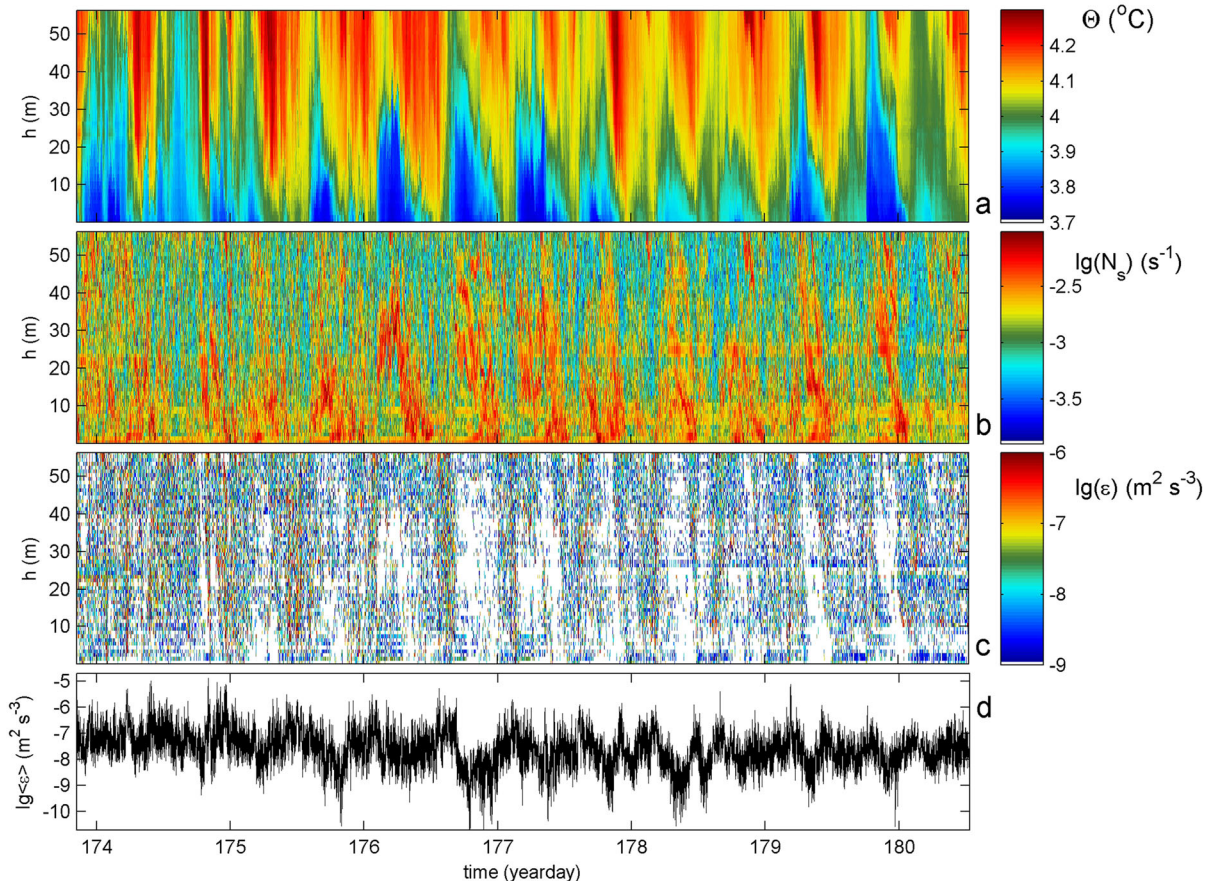 Θ (°C)
50
40
30
20
10
h (m)
4.2
4.1
4
3.9
3.8
3.7
a
lg(N_s) (s^-1)
50
40
30
20
10
h (m)
-2.5
-3
-3.5
b
lg(ε) (m² s^-3)
50
40
30
20
10
h (m)
-6
-7
-8
-9
c
d
-5
-6
-7
-8
-9
-10
lg<ε> (m² s^-3)
174 175 176 177 178 179 180
time (yearday)